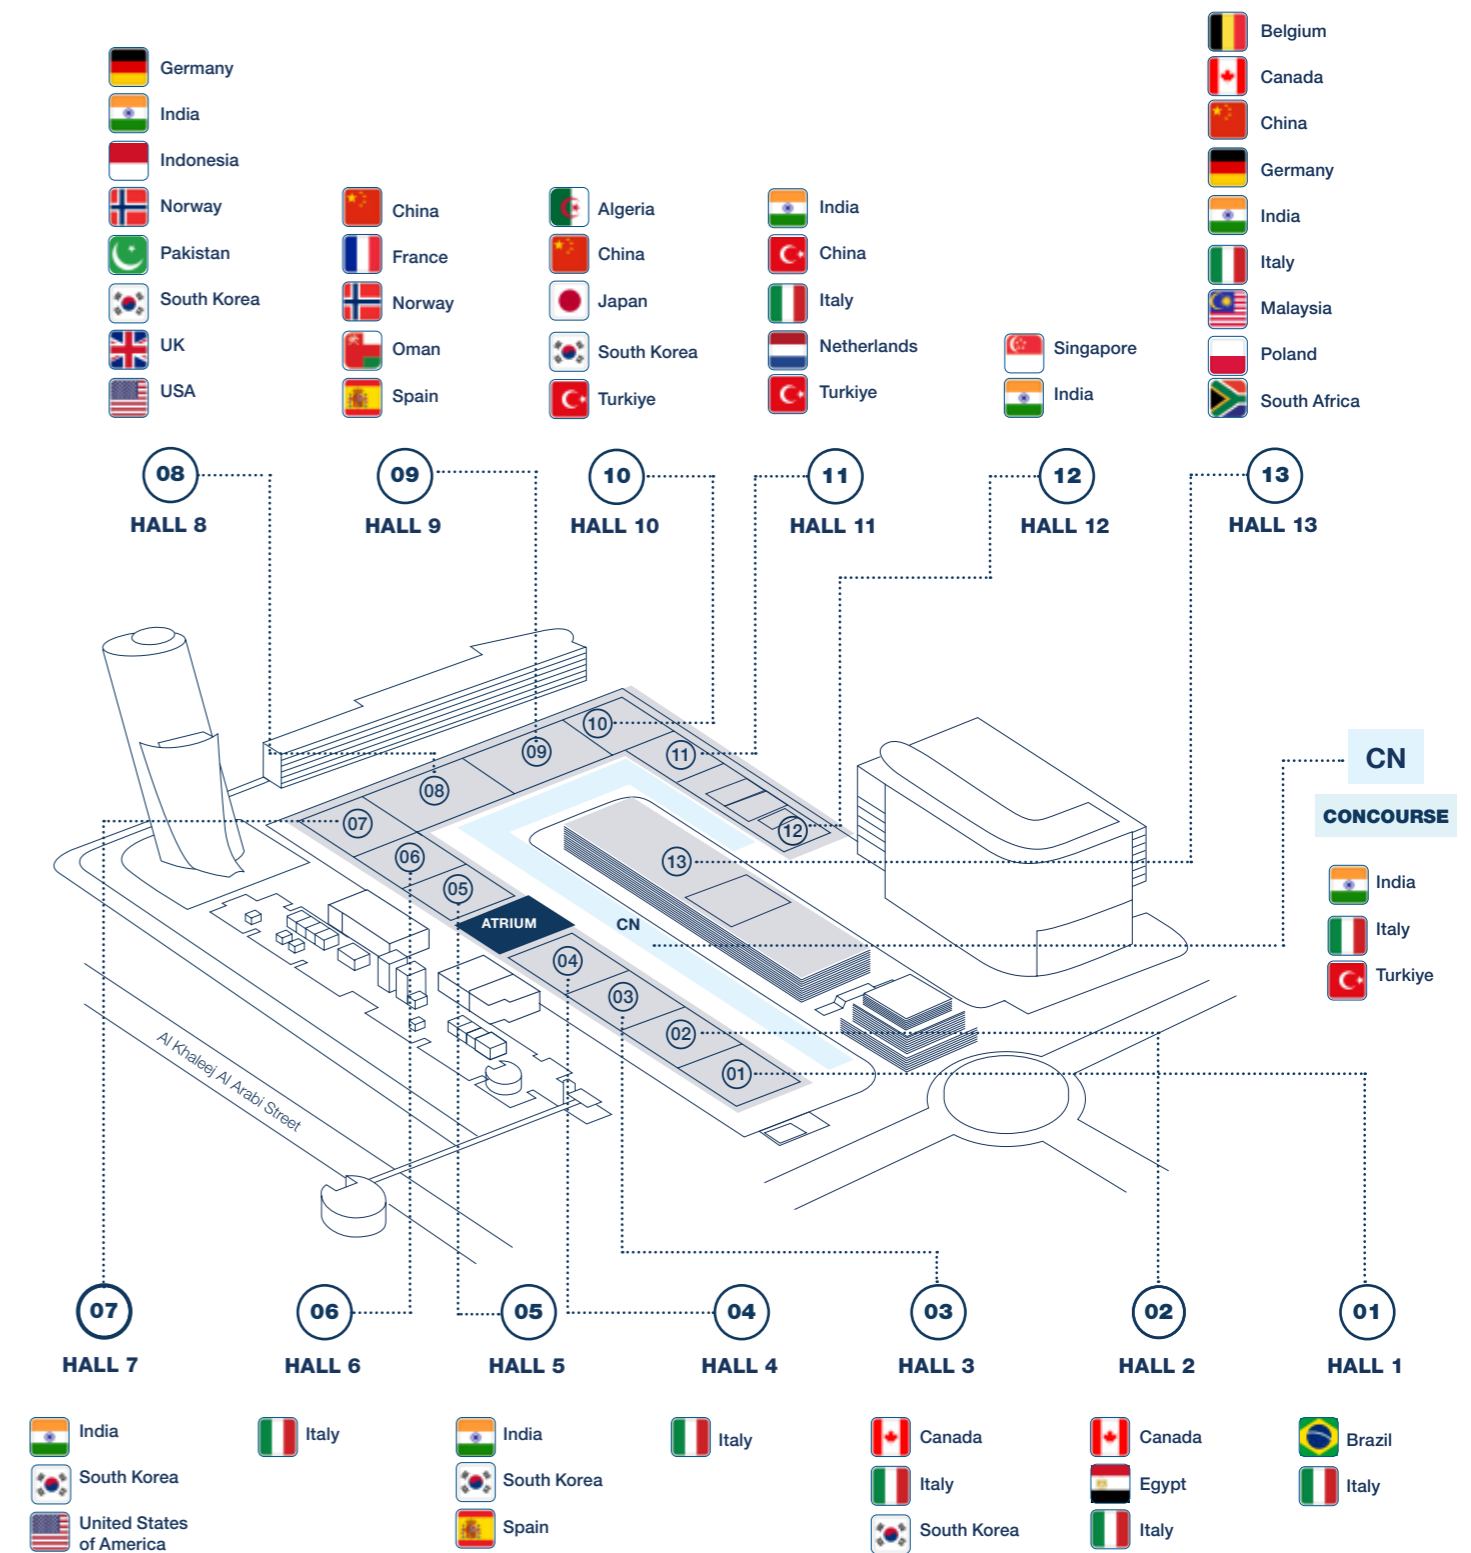 Germany
India
Indonesia
Norway
Pakistan
South Korea
UK
USA
China
France
Norway
Oman
Spain
Algeria
China
Japan
South Korea
Turkiye
India
China
Italy
Netherlands
Turkiye
Singapore
India
Belgium
Canada
China
Germany
India
Italy
Malaysia
Poland
South Africa
08
HALL 8
09
HALL 9
10
HALL 10
11
HALL 11
12
HALL 12
13
HALL 13
10
09
11
08
07
12
06
13
05
ATRIUM
CN
04
03
02
01
Al Khaleej Al Arabi Street
CN
CONCOURSE
India
Italy
Turkiye
07
HALL 7
06
HALL 6
05
HALL 5
04
HALL 4
03
HALL 3
02
HALL 2
01
HALL 1
India
South Korea
United States
of America
Italy
India
South Korea
Spain
Italy
Canada
Italy
South Korea
Canada
Egypt
Italy
Brazil
Italy